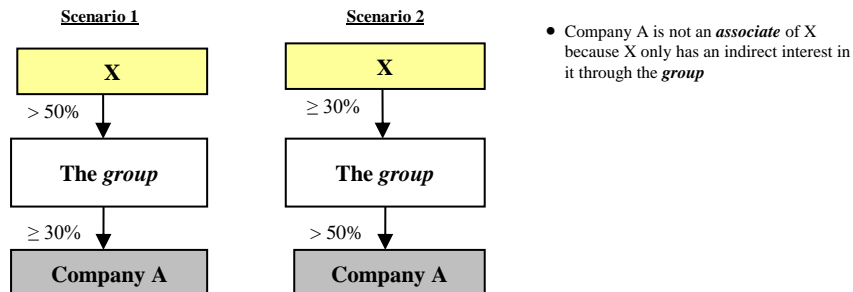 Scenario 1
X
> 50%
The group
≥ 30%
Company A
Scenario 2
X
≥ 30%
The group
> 50%
Company A
• Company A is not an associate of X
because X only has an indirect interest in
it through the group